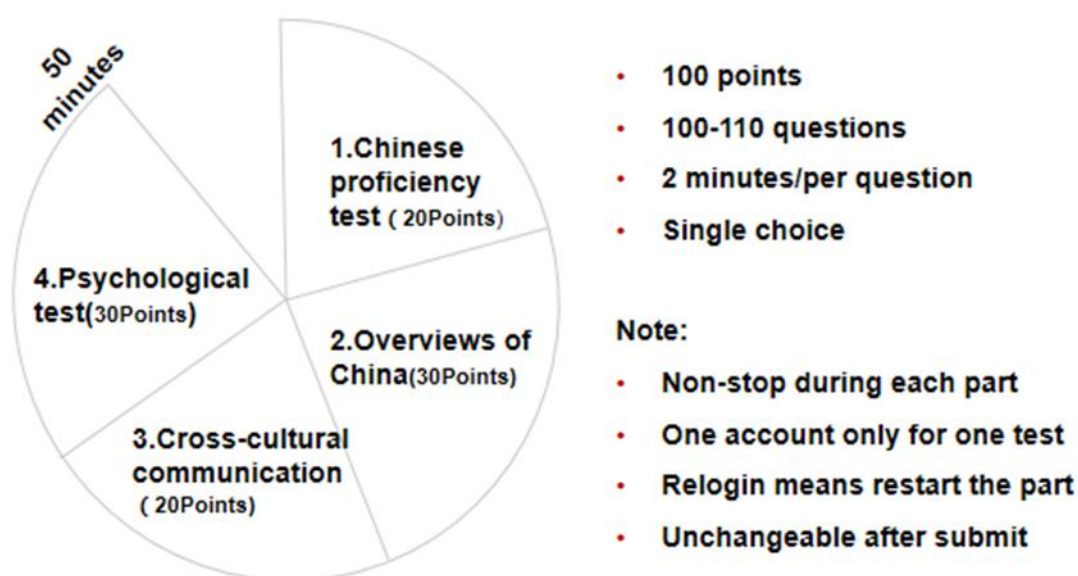 50
minutes
1.Chinese
proficiency
test ( 20Points)
2.Overviews of
China(30Points)
3.Cross-cultural
communication
( 20Points)
4.Psychological
test(30Points)
• 100 points
• 100-110 questions
• 2 minutes/per question
• Single choice
Note:
• Non-stop during each part
• One account only for one test
• Relogin means restart the part
• Unchangeable after submit